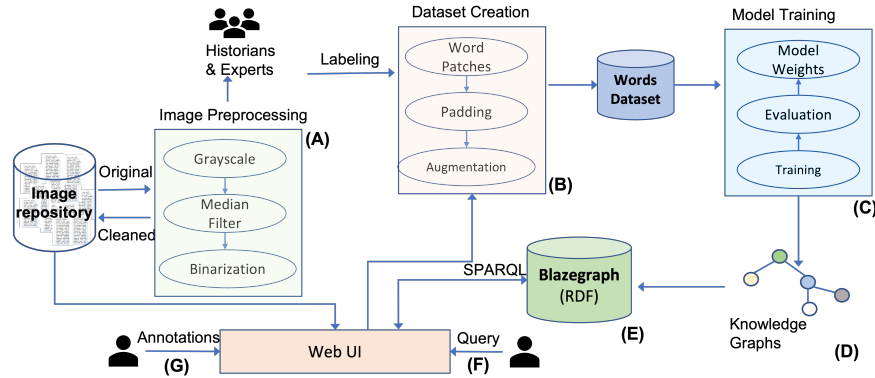 Dataset Creation
Model Training
Historians
& Experts
Labeling
Word
Patches
Padding
Augmentation
(B)
Words
Dataset
Model
Weights
Evaluation
Training
(C)
Image Preprocessing
(A)
Grayscale
Median
Filter
Binarization
Original
Image
repository
Cleaned
SPARQL
Blazegraph
(RDF)
(E)
Knowledge
Graphs
(D)
Annotations
(G)
Web UI
Query
(F)